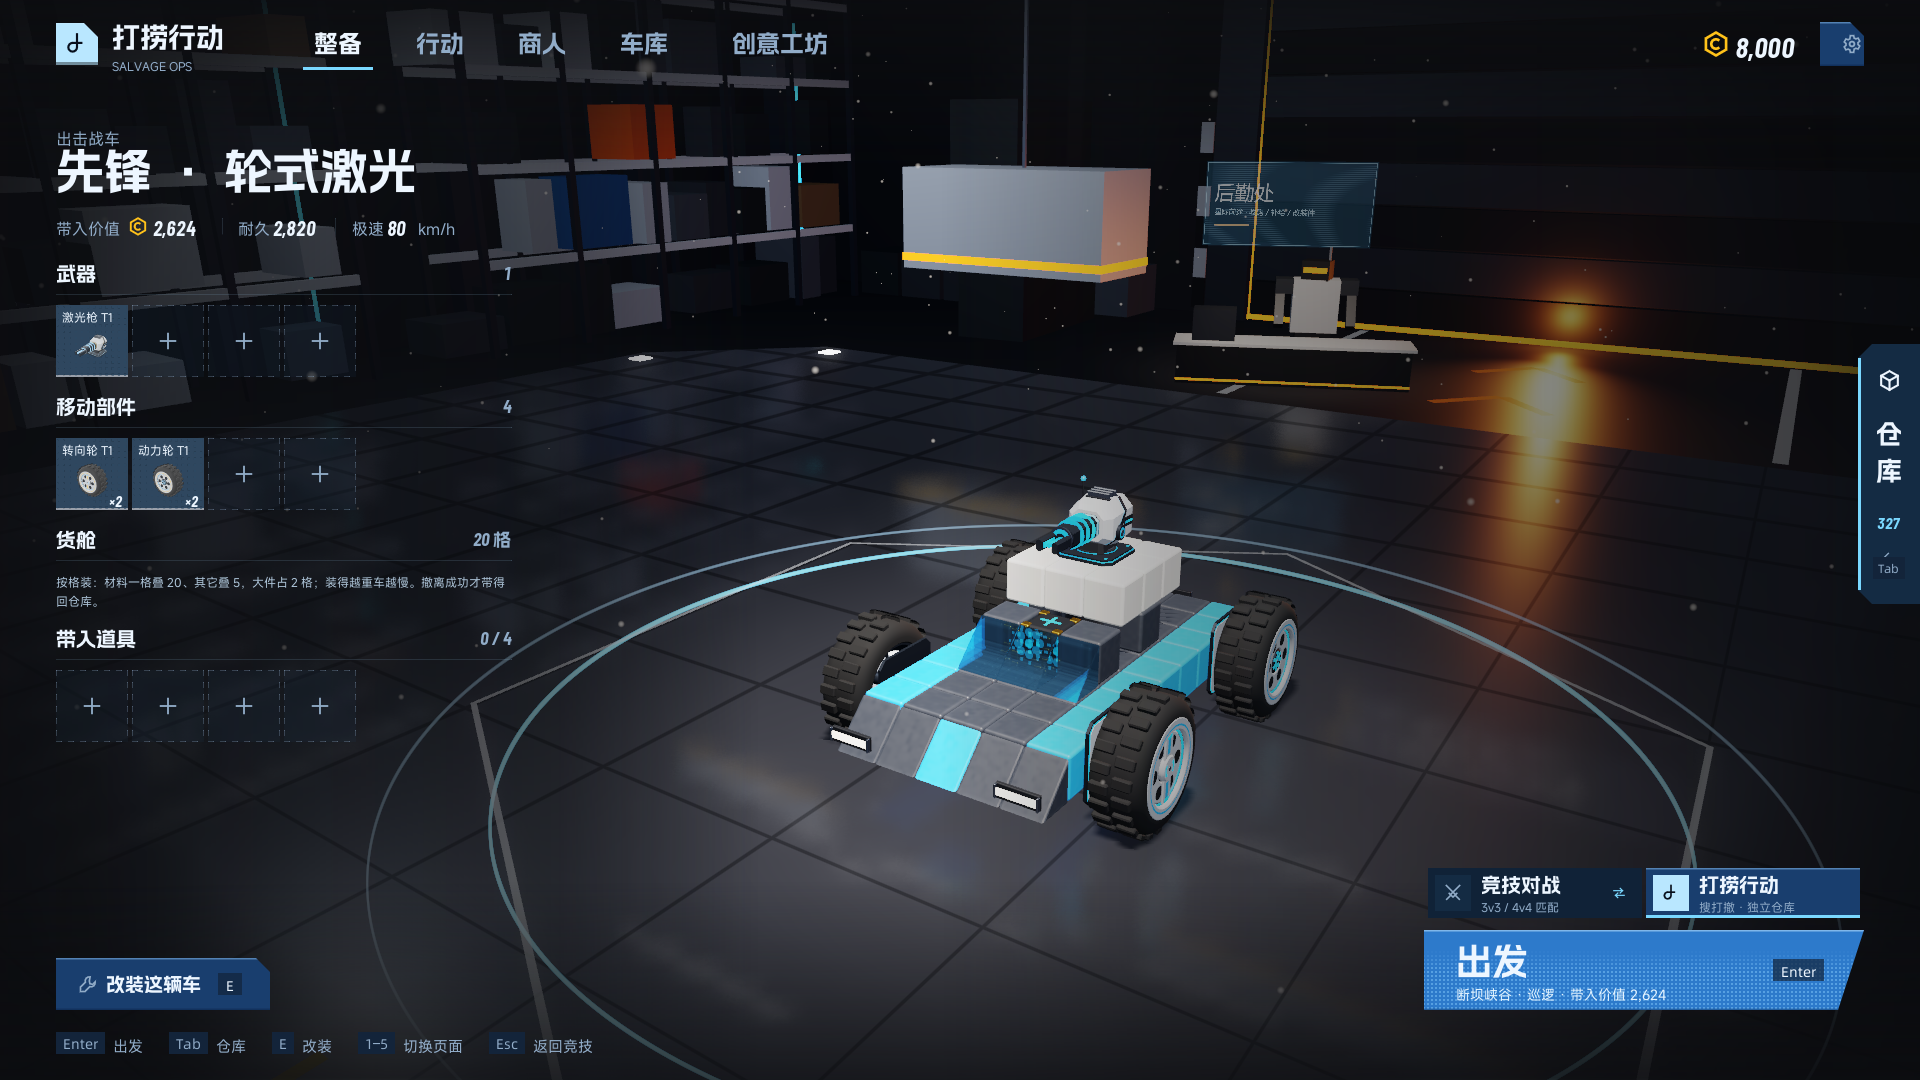 打捞行动
SALVAGE OPS
整备
行动
商人
车库
创意工坊
8,000
出击战车
先锋 · 轮式激光
带入价值 2,624
耐久 2,820
极速 80 km/h
武器 1
激光枪 T1
移动部件 4
转向轮 T1 ×2
动力轮 T1 ×2
货舱 20 格
按格装：材料一格叠 20、其它叠 5，大件占 2 格；装得越重车越慢。撤离成功才带得
回仓库。
带入道具 0 / 4
后勤处
仓库
327
Tab
竞技对战
3v3 / 4v4 匹配
打捞行动
搜打撤 · 独立仓库
出发
断坝峡谷 · 巡逻 · 带入价值 2,624
Enter
改装这辆车 E
Enter 出发
Tab 仓库
E 改装
1–5 切换页面
Esc 返回竞技